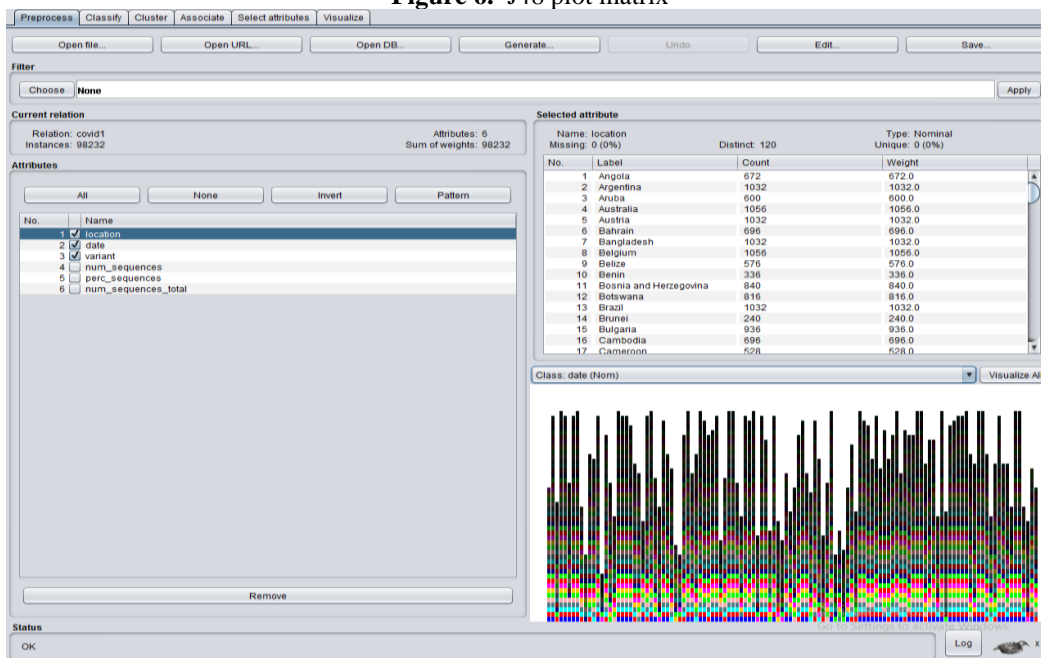 Figure 6. J48 plot matrix
Preprocess Classify Cluster Associate Select attributes Visualize
Open file... Open URL... Open DB... Generate... Undo Edit... Save...
Filter
Choose None Apply
Current relation
Relation: covid1 Attributes: 6
Instances: 98232 Sum of weights: 98232
Selected attribute
Name: location Type: Nominal
Missing: 0 (0%) Distinct: 120 Unique: 0 (0%)
Attributes
All None Invert Pattern
No. Name
1 location
2 date
3 variant
4 num_sequences
5 perc_sequences
6 num_sequences_total
Remove
No. Label Count Weight
1 Angola 672 672.0
2 Argentina 1032 1032.0
3 Aruba 600 600.0
4 Australia 1056 1056.0
5 Austria 1032 1032.0
6 Bahrain 696 696.0
7 Bangladesh 1032 1032.0
8 Belgium 1056 1056.0
9 Belize 576 576.0
10 Benin 336 336.0
11 Bosnia and Herzegovina 840 840.0
12 Botswana 816 816.0
13 Brazil 1032 1032.0
14 Brunei 240 240.0
15 Bulgaria 936 936.0
16 Cambodia 696 696.0
17 Cameroon 528 528.0
Class: date (Nom) Visualize All
Go to Settings to activate Windows.
Status
OK Log x